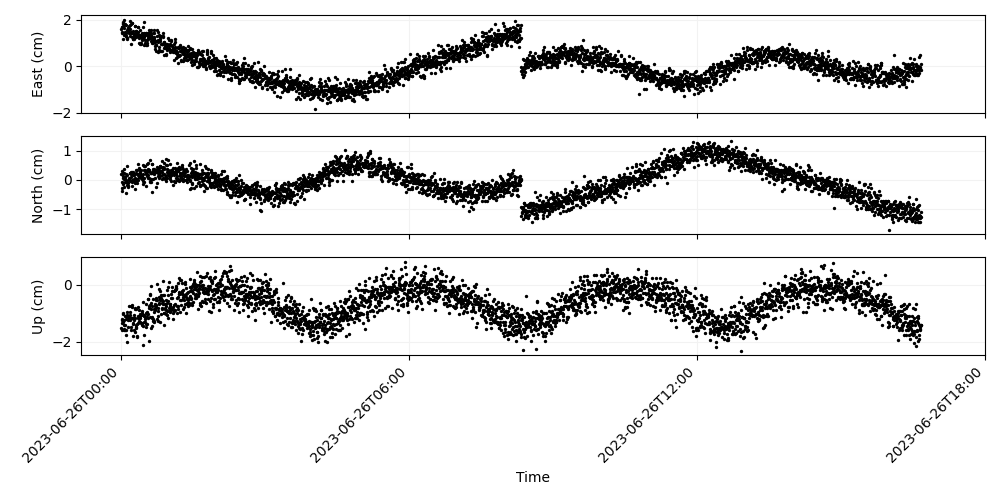 East (cm)
2
0
−2
North (cm)
1
0
−1
Up (cm)
0
−2
2023-06-26T00:00
2023-06-26T06:00
2023-06-26T12:00
2023-06-26T18:00
Time